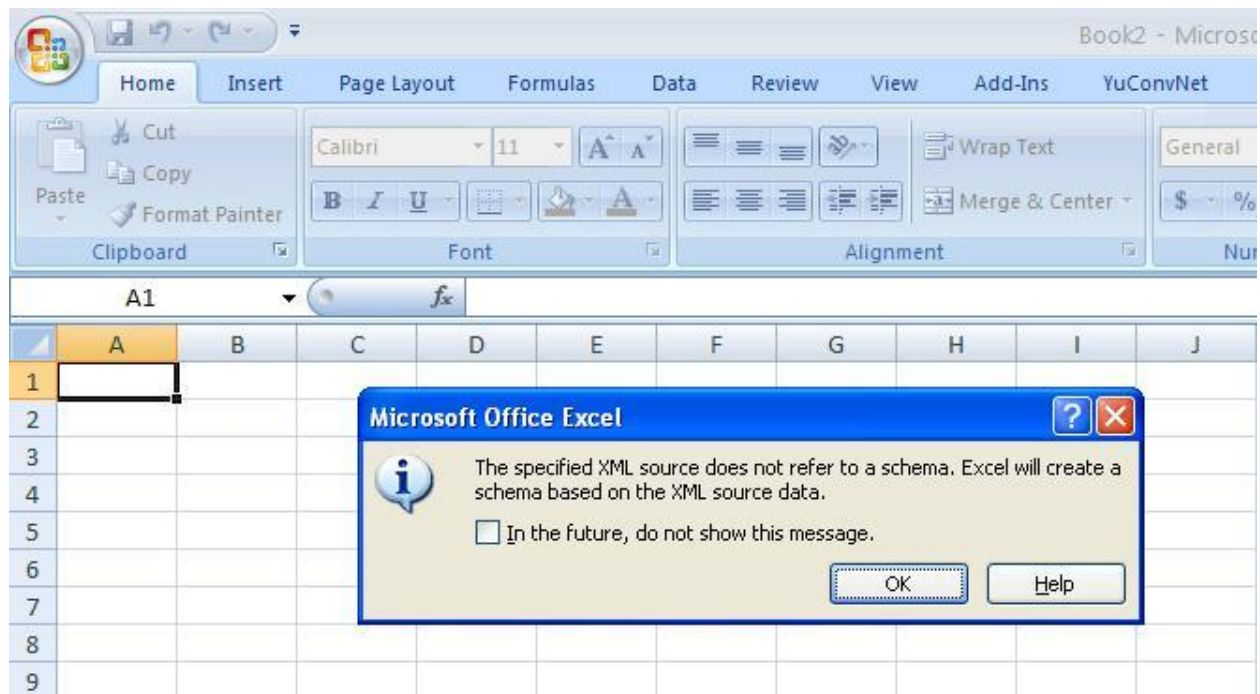 Book2 - Microso
Home Insert Page Layout Formulas Data Review View Add-Ins YuConvNet
Cut
Copy
Format Painter
Paste
Clipboard
Calibri 11 A A
B I U A
Font
Wrap Text
Merge & Center
Alignment
General
$ %
Nur
A1 fx
A B C D E F G H I J
1
2
3
4
5
6
7
8
9
Microsoft Office Excel
The specified XML source does not refer to a schema. Excel will create a
schema based on the XML source data.
In the future, do not show this message.
OK Help